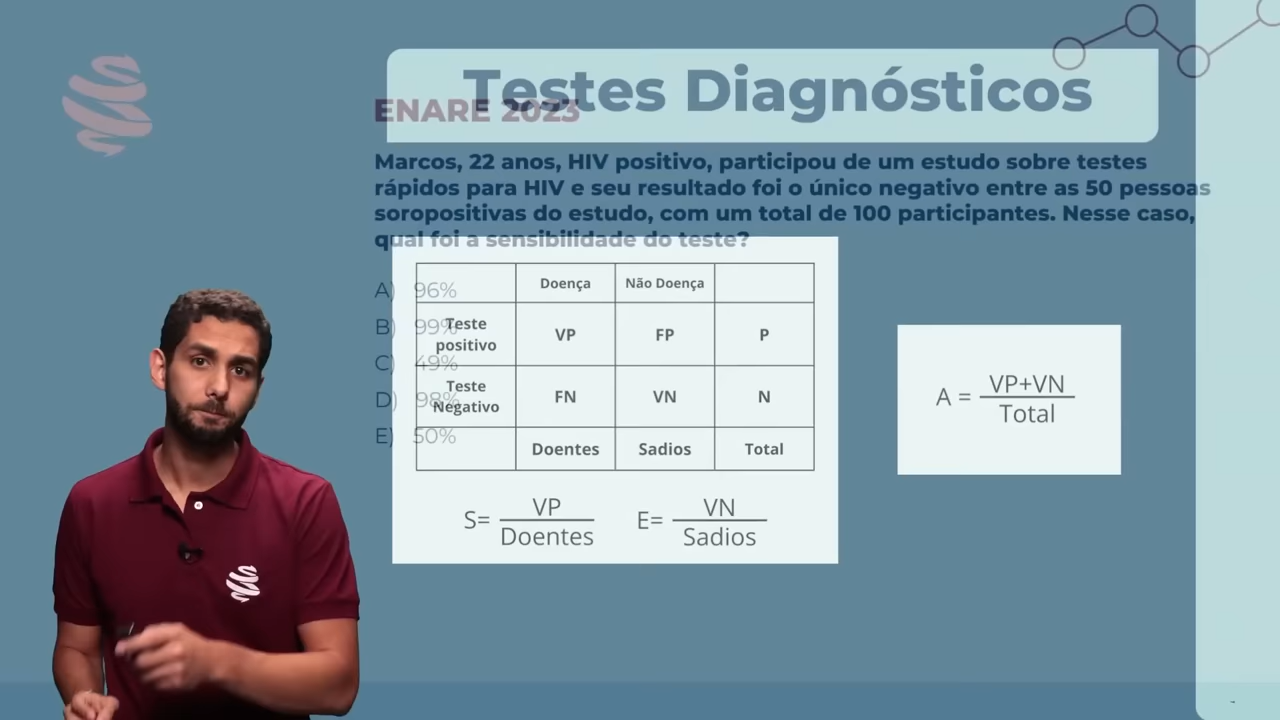 Testes Diagnósticos
ENARE 2023
Marcos, 22 anos, HIV positivo, participou de um estudo sobre testes
rápidos para HIV e seu resultado foi o único negativo entre as 50 pessoas
soropositivas do estudo, com um total de 100 participantes. Nesse caso,
qual foi a sensibilidade do teste?
A) 96%
B) 99%
C) 49%
D) 98%
E) 50%
Doença Não Doença
Teste positivo VP FP P
Teste Negativo FN VN N
Doentes Sadios Total
S= VP
Doentes
E= VN
Sadios
A = VP+VN
Total